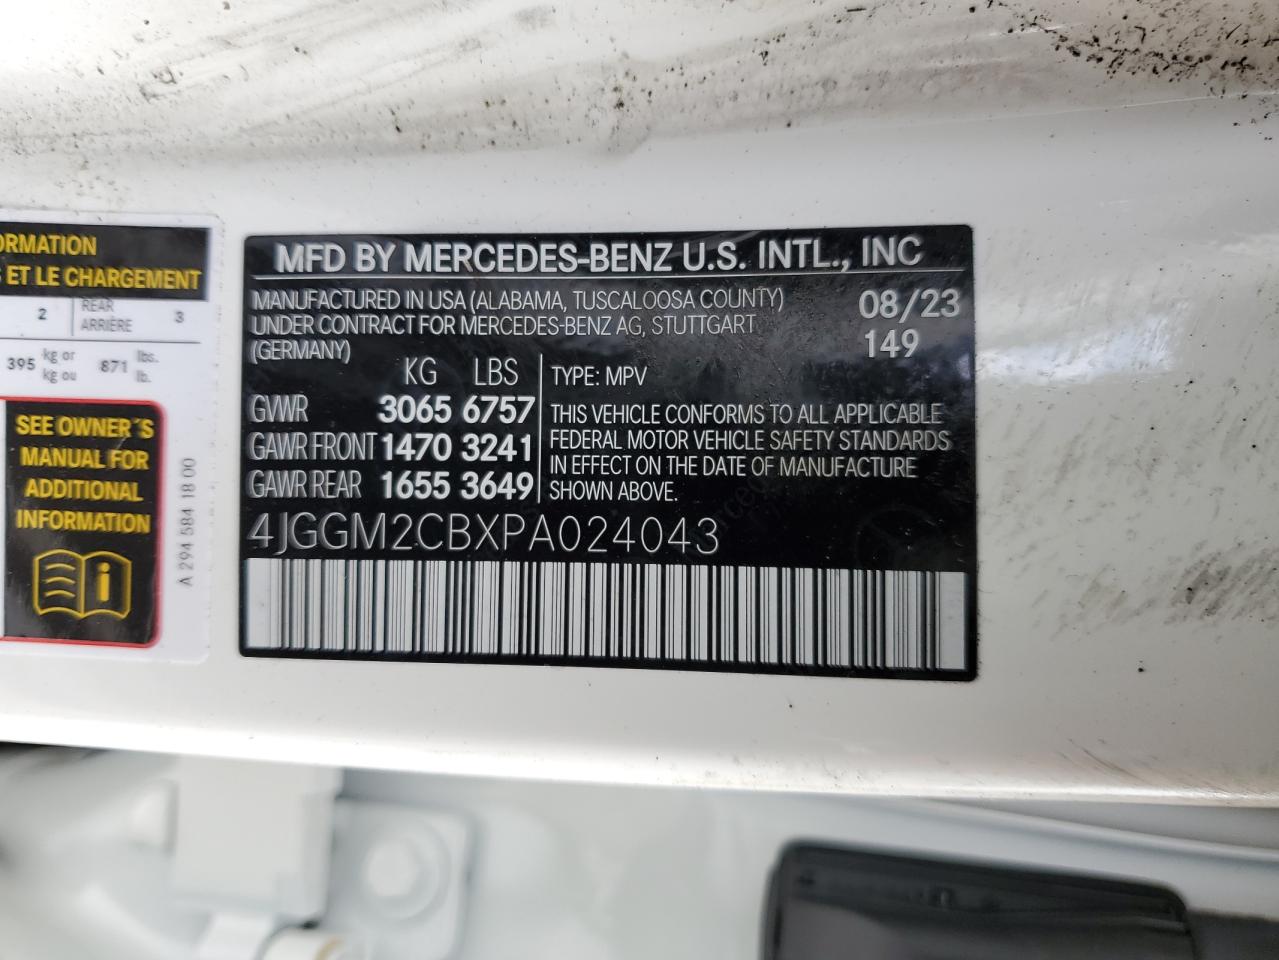 ORMATION
S ET LE CHARGEMENT
2 REAR ARRIÈRE 3
395 kg or kg ou 871 lbs. lb.
SEE OWNER´S
MANUAL FOR
ADDITIONAL
INFORMATION
A 294 584 18 00
MFD BY MERCEDES-BENZ U.S. INTL., INC
MANUFACTURED IN USA (ALABAMA, TUSCALOOSA COUNTY) 08/23
UNDER CONTRACT FOR MERCEDES-BENZ AG, STUTTGART 149
(GERMANY)
KG LBS
GVWR 3065 6757
GAWR FRONT 1470 3241
GAWR REAR 1655 3649
TYPE: MPV
THIS VEHICLE CONFORMS TO ALL APPLICABLE
FEDERAL MOTOR VEHICLE SAFETY STANDARDS
IN EFFECT ON THE DATE OF MANUFACTURE
SHOWN ABOVE.
4JGGM2CBXPA024043